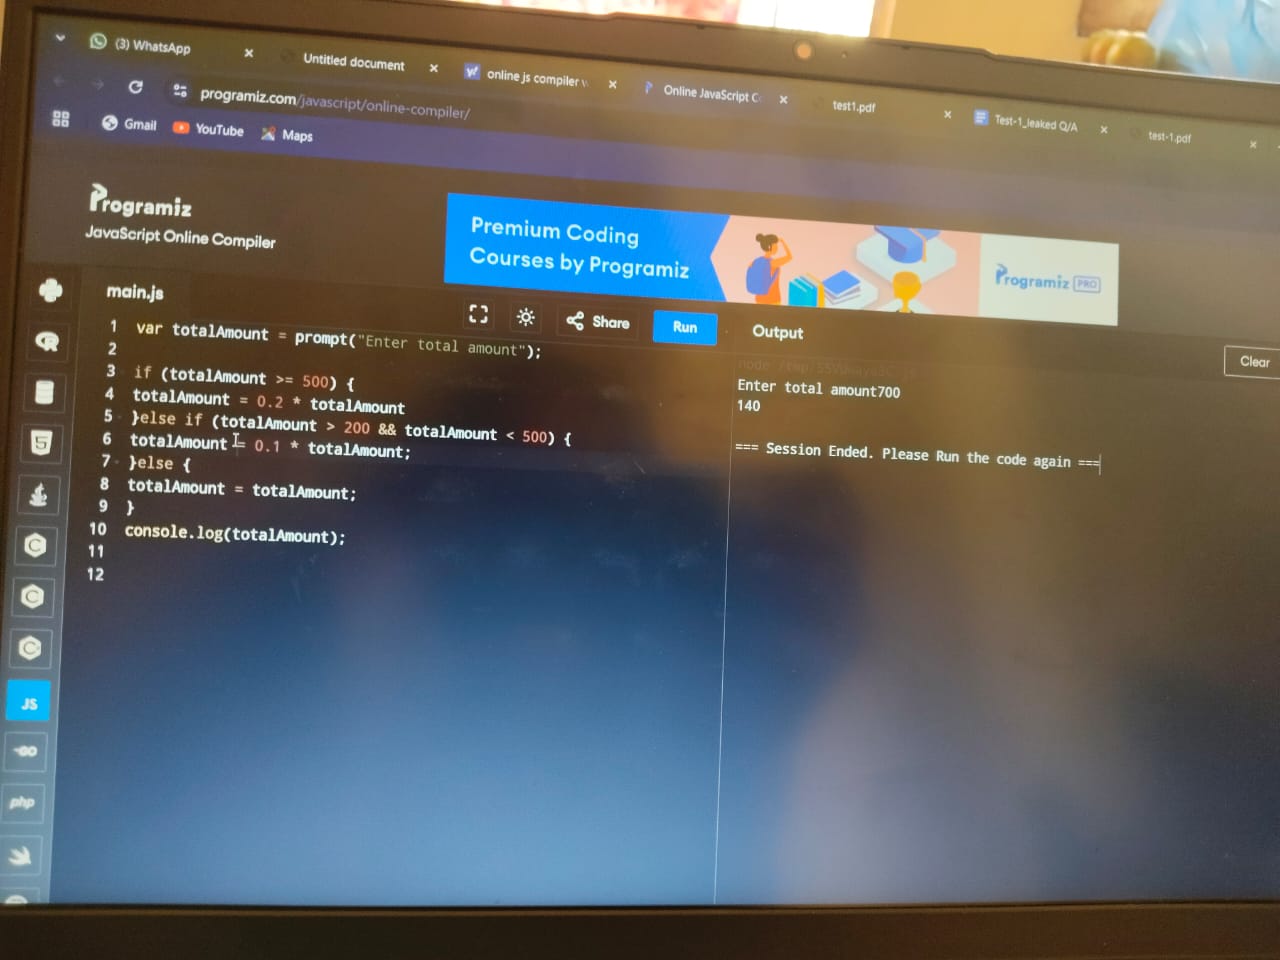 (3) WhatsApp
Untitled document
online js compiler
Online JavaScript C
test1.pdf
Test-1_leaked Q/A
test-1.pdf
programiz.com/javascript/online-compiler/
Gmail
YouTube
Maps
Programiz
JavaScript Online Compiler
Premium Coding
Courses by Programiz
Programiz PRO
main.js
Share
Run
Output
Clear
1 var totalAmount = prompt("Enter total amount");
2
3 if (totalAmount >= 500) {
4 totalAmount = 0.2 * totalAmount
5 }else if (totalAmount > 200 && totalAmount < 500) {
6 totalAmount = 0.1 * totalAmount;
7 }else {
8 totalAmount = totalAmount;
9 }
10 console.log(totalAmount);
11
12
Enter total amount700
140
=== Session Ended. Please Run the code again ===
5
C
C
C
JS
GO
php